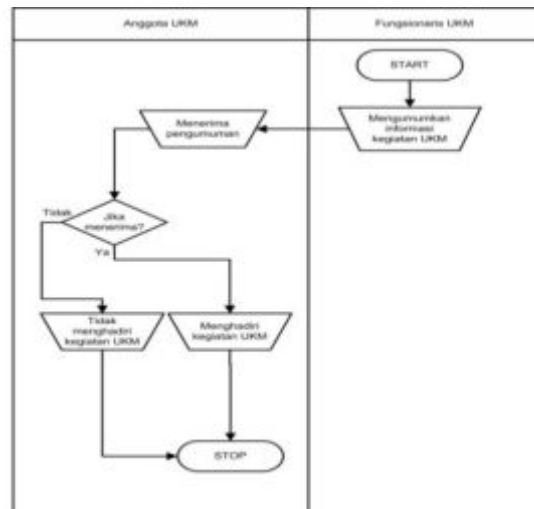 Anggota UKM
Fungsionaris UKM
START
Mengumumkan
informasi
kegiatan UKM
Menerima
pengumuman
Jika
menerima?
Tidak
Ya
Tidak
menghadiri
kegiatan UKM
Menghadiri
kegiatan UKM
STOP